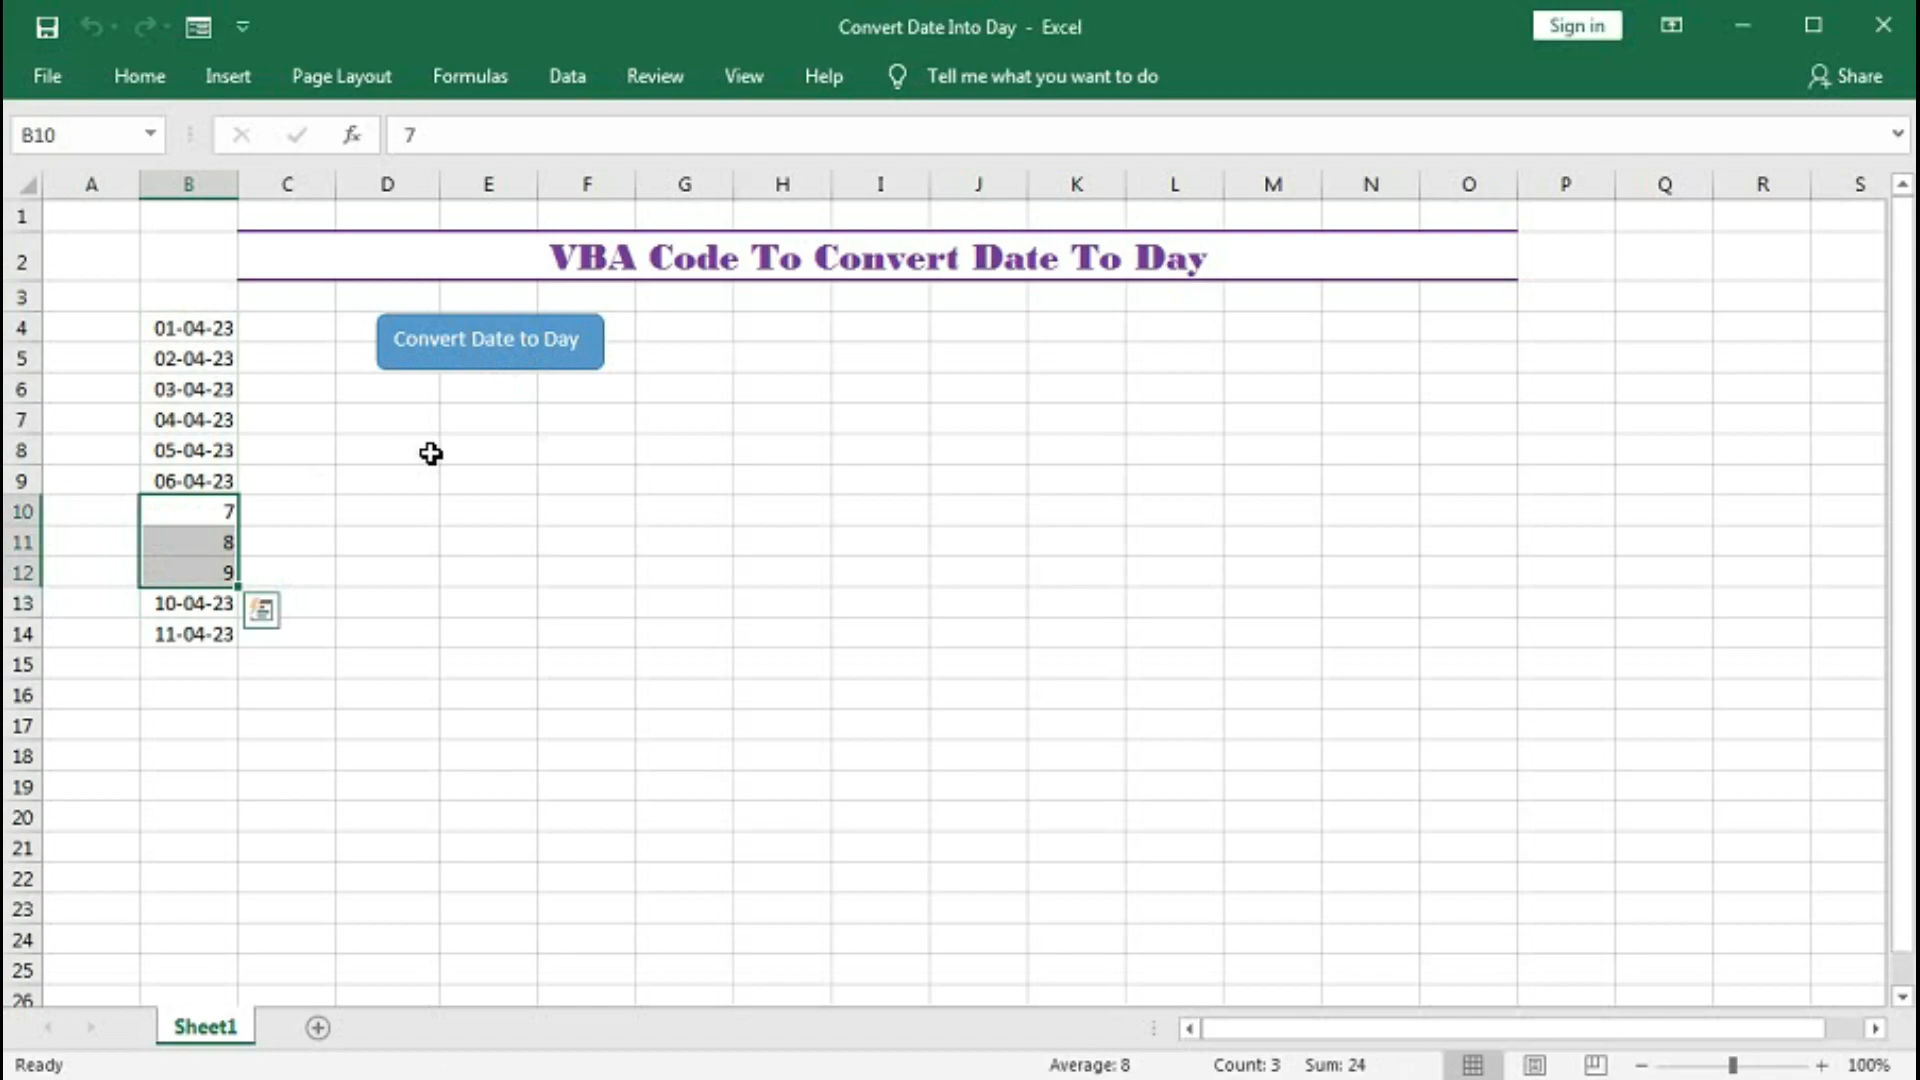 Convert Date Into Day - Excel
Sign in
File Home Insert Page Layout Formulas Data Review View Help Tell me what you want to do Share
B10 fx 7
A B C D E F G H I J K L M N O P Q R S
1
2 VBA Code To Convert Date To Day
3
4 01-04-23 Convert Date to Day
5 02-04-23
6 03-04-23
7 04-04-23
8 05-04-23
9 06-04-23
10 7
11 8
12 9
13 10-04-23
14 11-04-23
15
16
17
18
19
20
21
22
23
24
25
26
Sheet1
Ready Average: 8 Count: 3 Sum: 24 100%